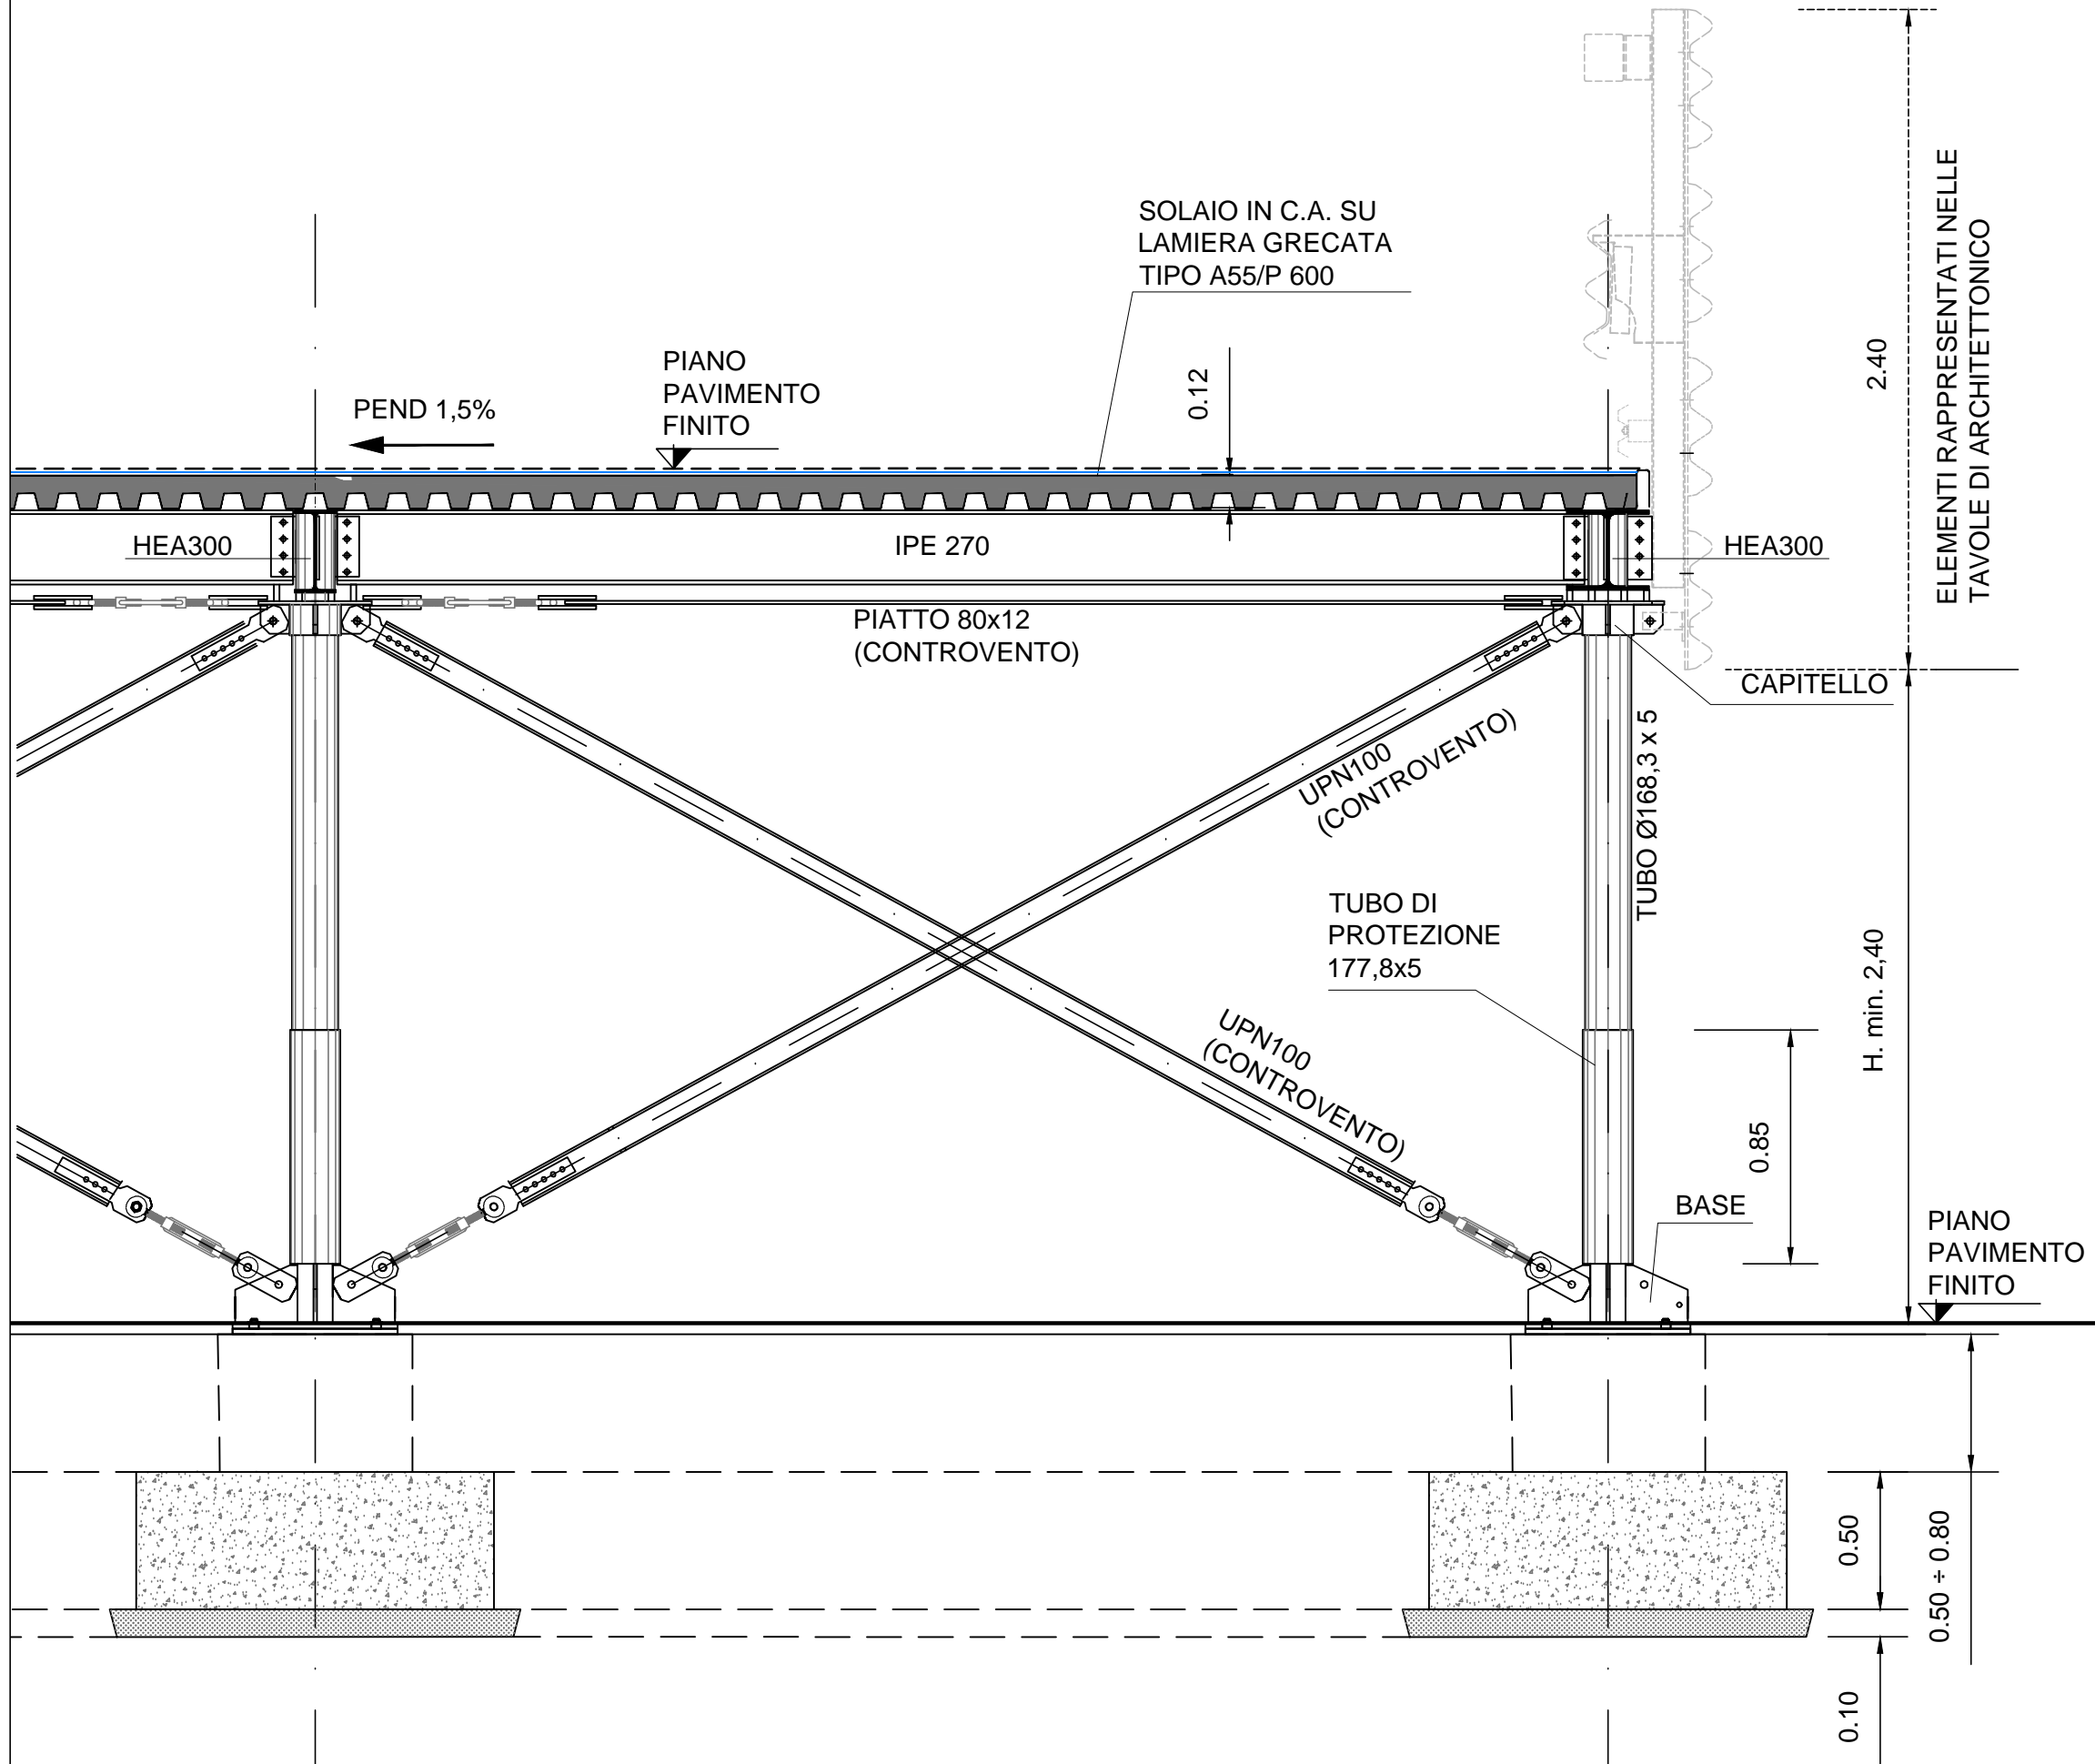 SOLAIO IN C.A. SU
LAMIERA GRECATA
TIPO A55/P 600
ELEMENTI RAPPRESENTATI NELLE
TAVOLE DI ARCHITETTONICO
2.40
PIANO
PAVIMENTO
FINITO
0.12
PEND 1,5%
HEA300
IPE 270
HEA300
PIATTO 80x12
(CONTROVENTO)
CAPITELLO
UPN100
(CONTROVENTO)
TUBO Ø168,3 x 5
TUBO DI
PROTEZIONE
177,8x5
H. min. 2,40
UPN100
(CONTROVENTO)
0.85
BASE
PIANO
PAVIMENTO
FINITO
0.50
0.50 ÷ 0.80
0.10